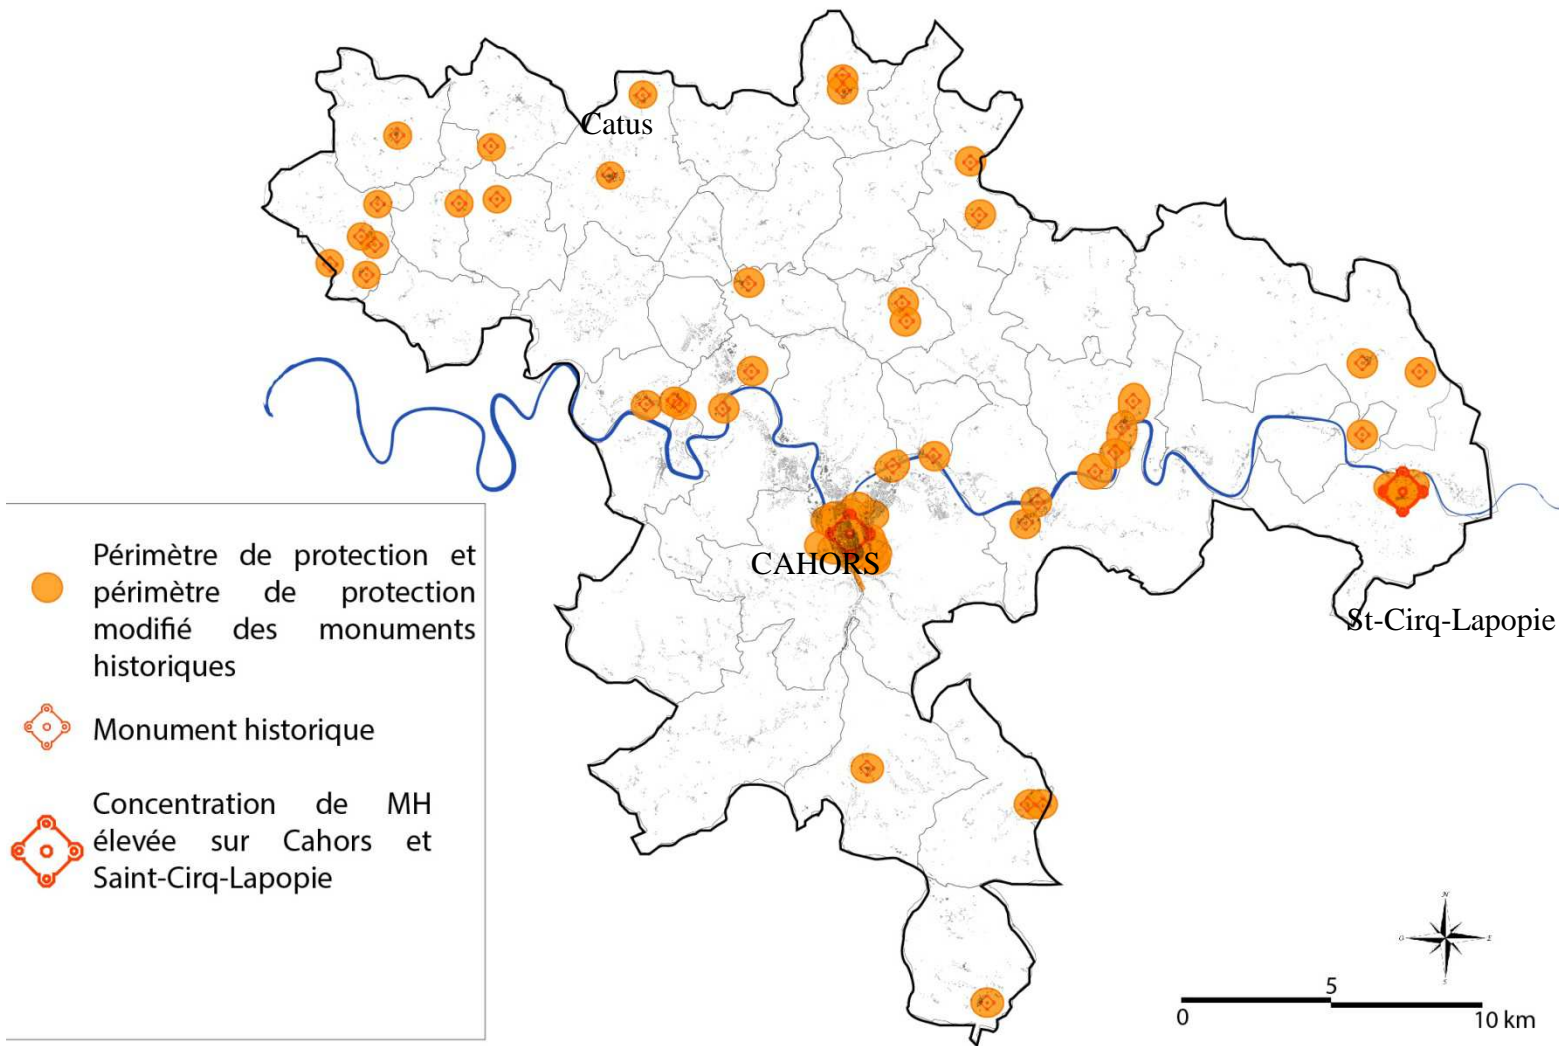 Catus
CAHORS
St-Cirq-Lapopie
Périmètre de protection et
périmètre de protection
modifié des monuments
historiques
Monument historique
Concentration de MH
élevée sur Cahors et
Saint-Cirq-Lapopie
N
O E
S
5
0 10 km